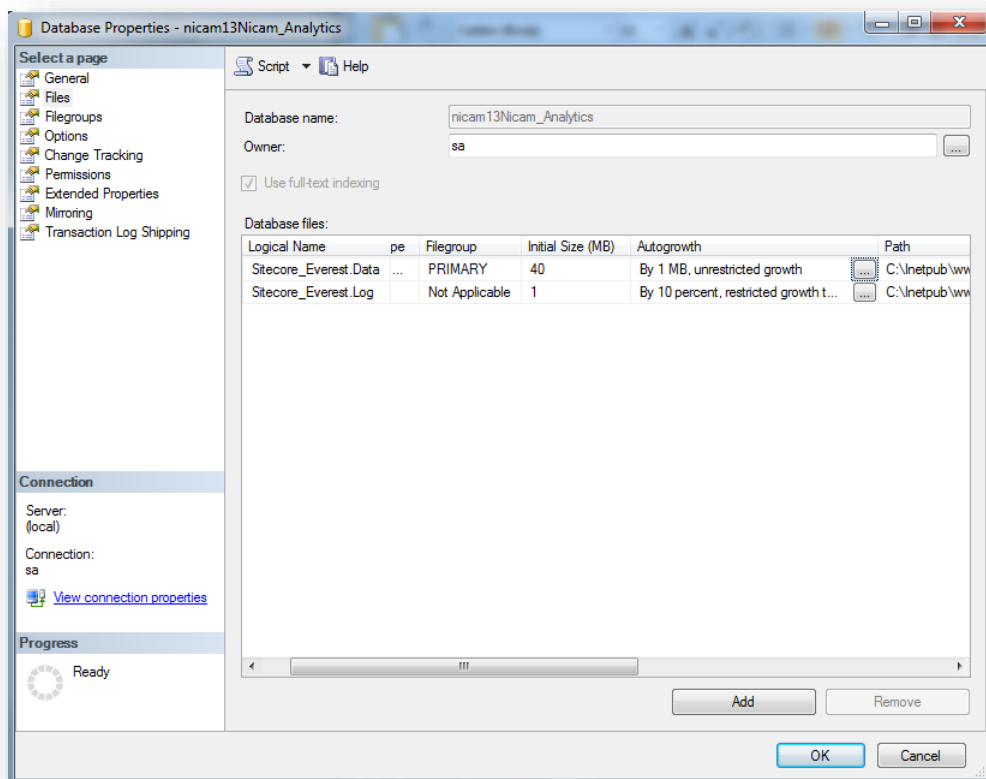 Database Properties - nicam13Nicam_Analytics
Select a page
General
Files
Filegroups
Options
Change Tracking
Permissions
Extended Properties
Mirroring
Transaction Log Shipping
Connection
Server:
(local)
Connection:
sa
View connection properties
Progress
Ready
Script Help
Database name: nicam13Nicam_Analytics
Owner: sa ...
Use full-text indexing
Database files:
Logical Name pe Filegroup Initial Size (MB) Autogrowth Path
Sitecore_Everest.Data ... PRIMARY 40 By 1 MB, unrestricted growth ... C:\Inetpub\ww
Sitecore_Everest.Log Not Applicable 1 By 10 percent, restricted growth t... ... C:\Inetpub\ww
Add Remove
OK Cancel